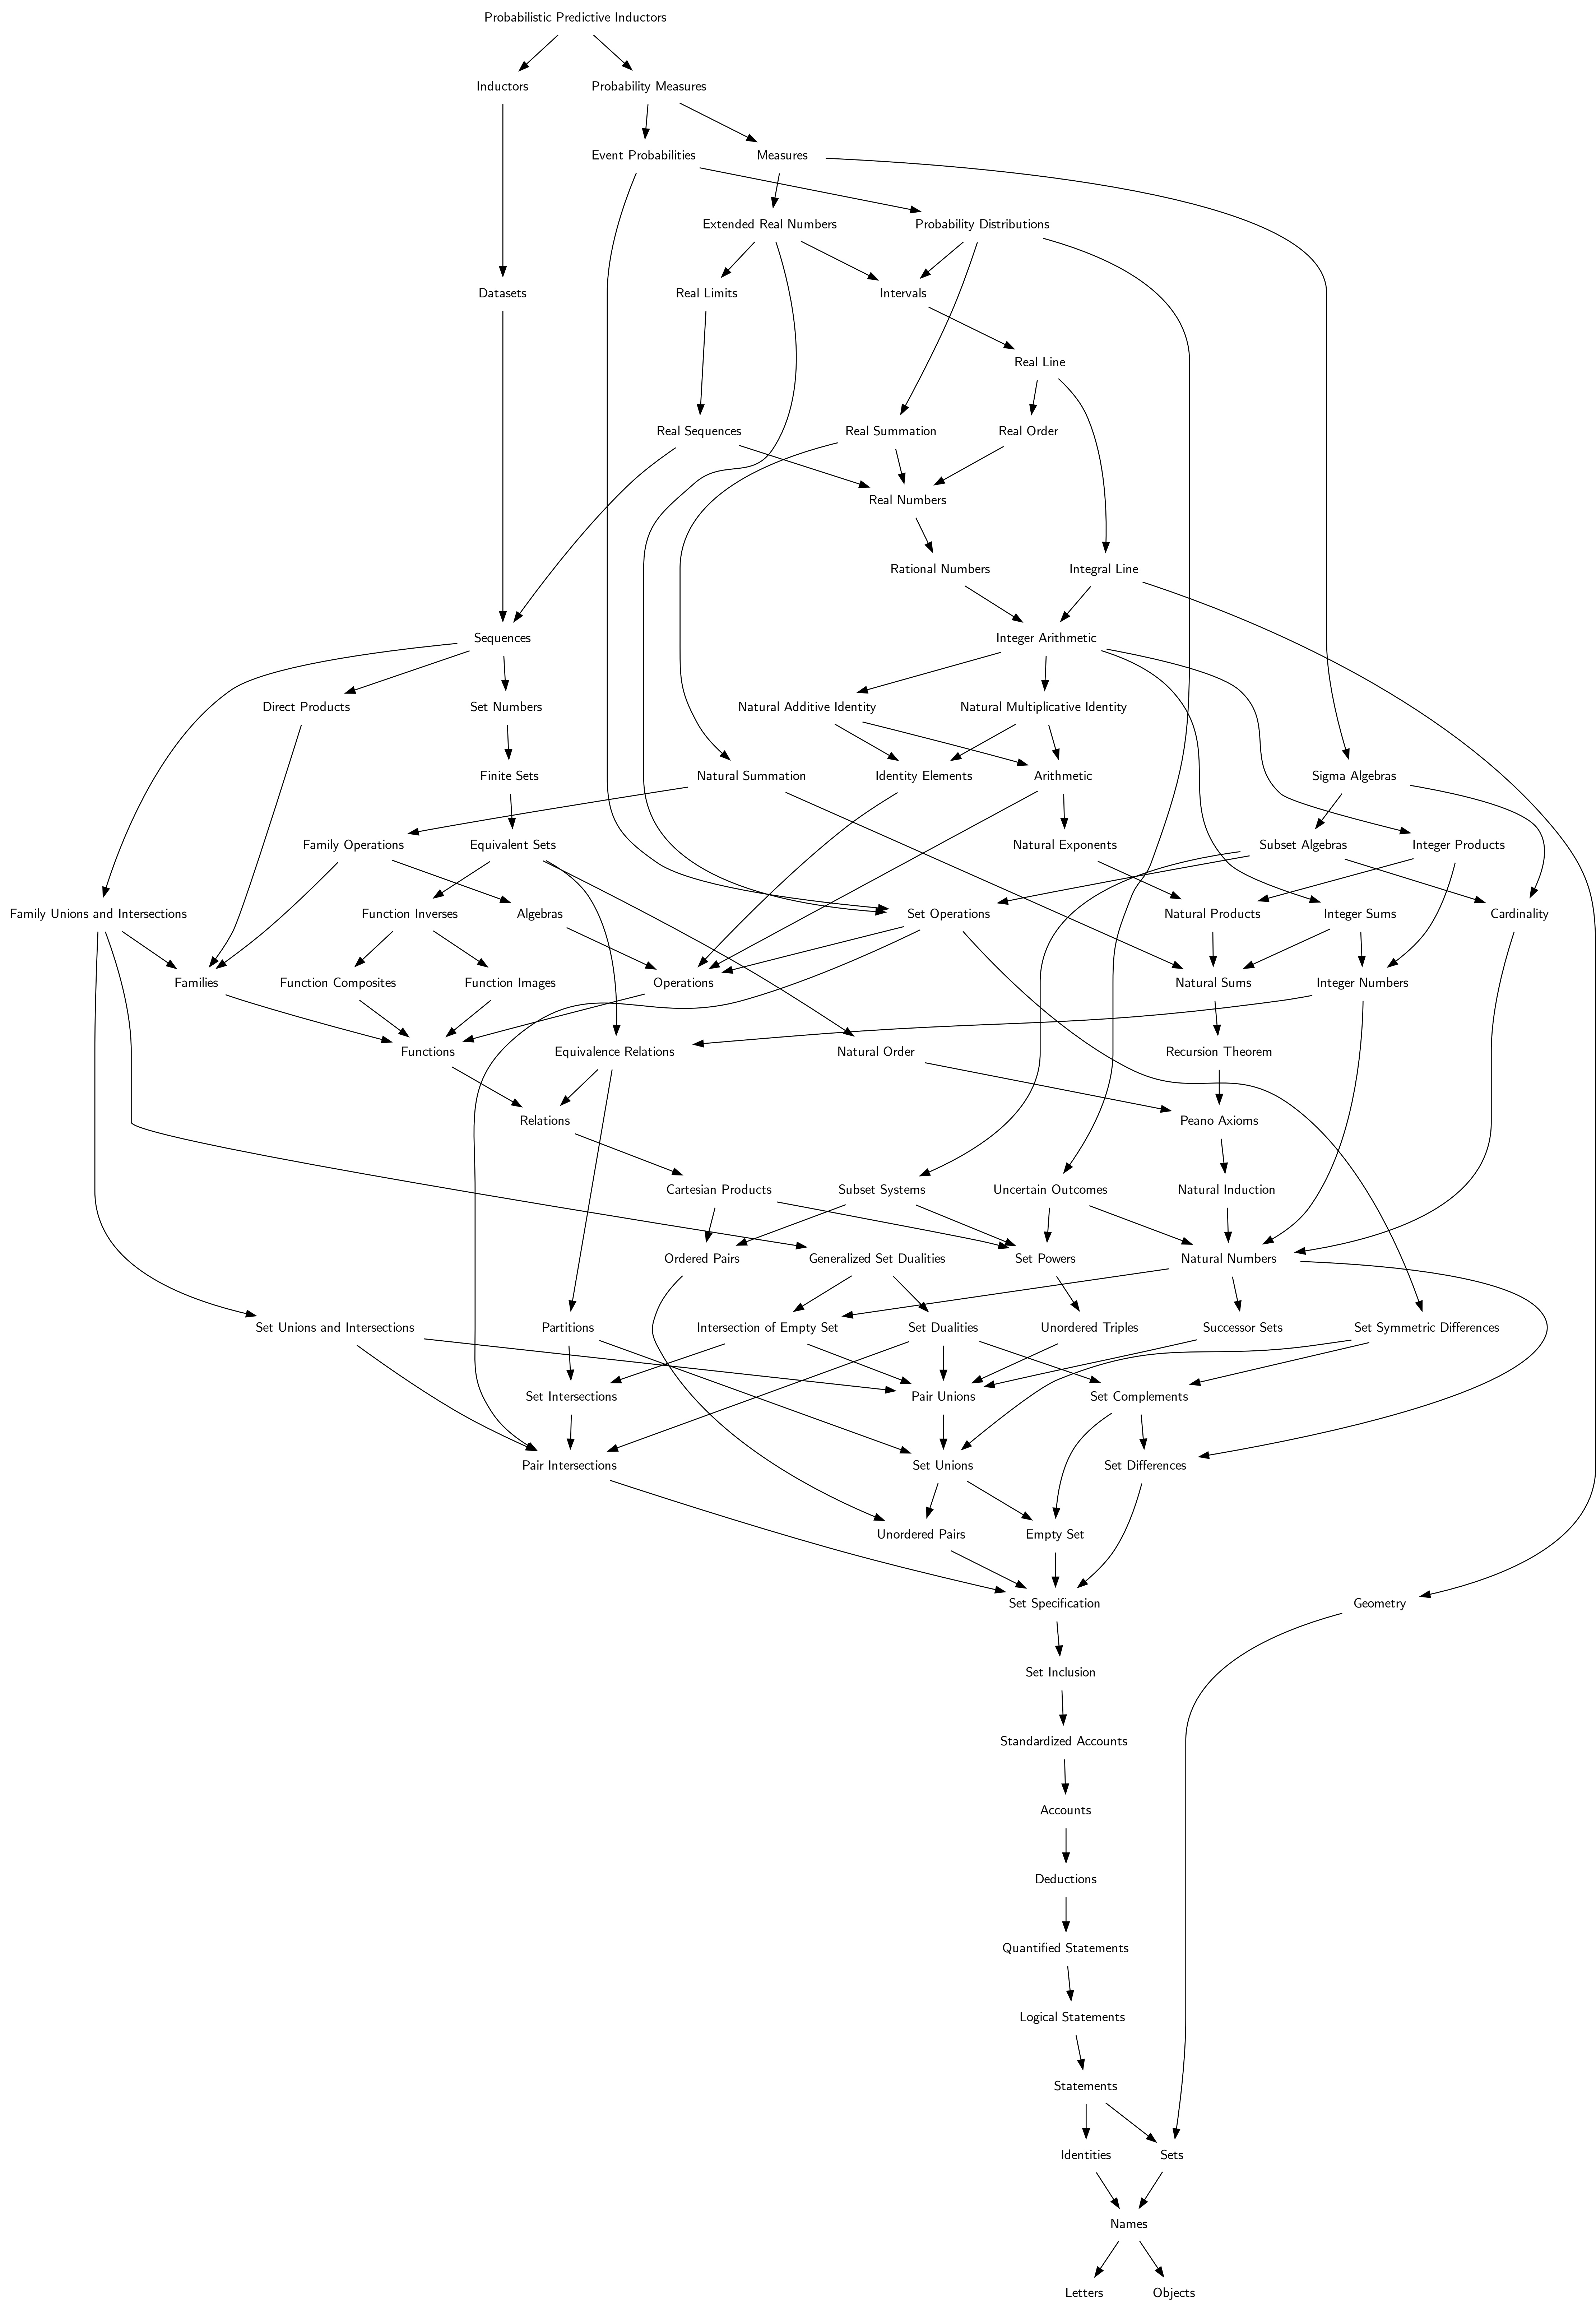 Probabilistic Predictive Inductors
Inductors
Probability Measures
Event Probabilities
Measures
Extended Real Numbers
Probability Distributions
Datasets
Real Limits
Intervals
Real Line
Real Sequences
Real Summation
Real Order
Real Numbers
Rational Numbers
Integral Line
Sequences
Integer Arithmetic
Direct Products
Set Numbers
Natural Additive Identity
Natural Multiplicative Identity
Finite Sets
Natural Summation
Identity Elements
Arithmetic
Sigma Algebras
Family Operations
Equivalent Sets
Natural Exponents
Subset Algebras
Integer Products
Family Unions and Intersections
Function Inverses
Algebras
Set Operations
Natural Products
Integer Sums
Cardinality
Families
Function Composites
Function Images
Operations
Natural Sums
Integer Numbers
Functions
Equivalence Relations
Natural Order
Recursion Theorem
Relations
Peano Axioms
Cartesian Products
Subset Systems
Uncertain Outcomes
Natural Induction
Ordered Pairs
Generalized Set Dualities
Set Powers
Natural Numbers
Set Unions and Intersections
Partitions
Intersection of Empty Set
Set Dualities
Unordered Triples
Successor Sets
Set Symmetric Differences
Set Intersections
Pair Unions
Set Complements
Pair Intersections
Set Unions
Set Differences
Unordered Pairs
Empty Set
Set Specification
Geometry
Set Inclusion
Standardized Accounts
Accounts
Deductions
Quantified Statements
Logical Statements
Statements
Identities
Sets
Names
Letters
Objects